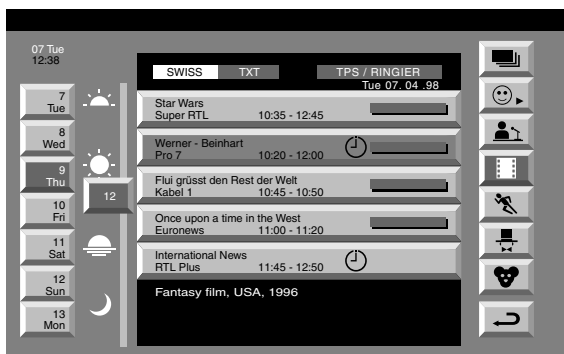 07 Tue
12:38
SWISS TXT TPS / RINGIER
Tue 07. 04 .98
7
Tue
8
Wed
9
Thu
10
Fri
11
Sat
12
Sun
13
Mon
12
Star Wars
Super RTL 10:35 - 12:45
Werner - Beinhart
Pro 7 10:20 - 12:00
Flui grüsst den Rest der Welt
Kabel 1 10:45 - 10:50
Once upon a time in the West
Euronews 11:00 - 11:20
International News
RTL Plus 11:45 - 12:50
Fantasy film, USA, 1996